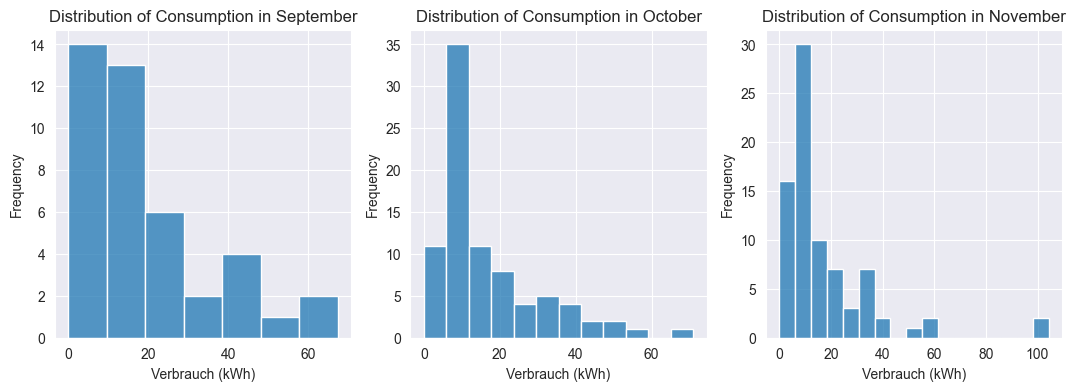 Distribution of Consumption in September
14
12
10
8
6
4
2
0
Frequency
0 20 40 60
Verbrauch (kWh)
Distribution of Consumption in October
35
30
25
20
15
10
5
0
Frequency
0 20 40 60
Verbrauch (kWh)
Distribution of Consumption in November
30
25
20
15
10
5
0
Frequency
0 20 40 60 80 100
Verbrauch (kWh)